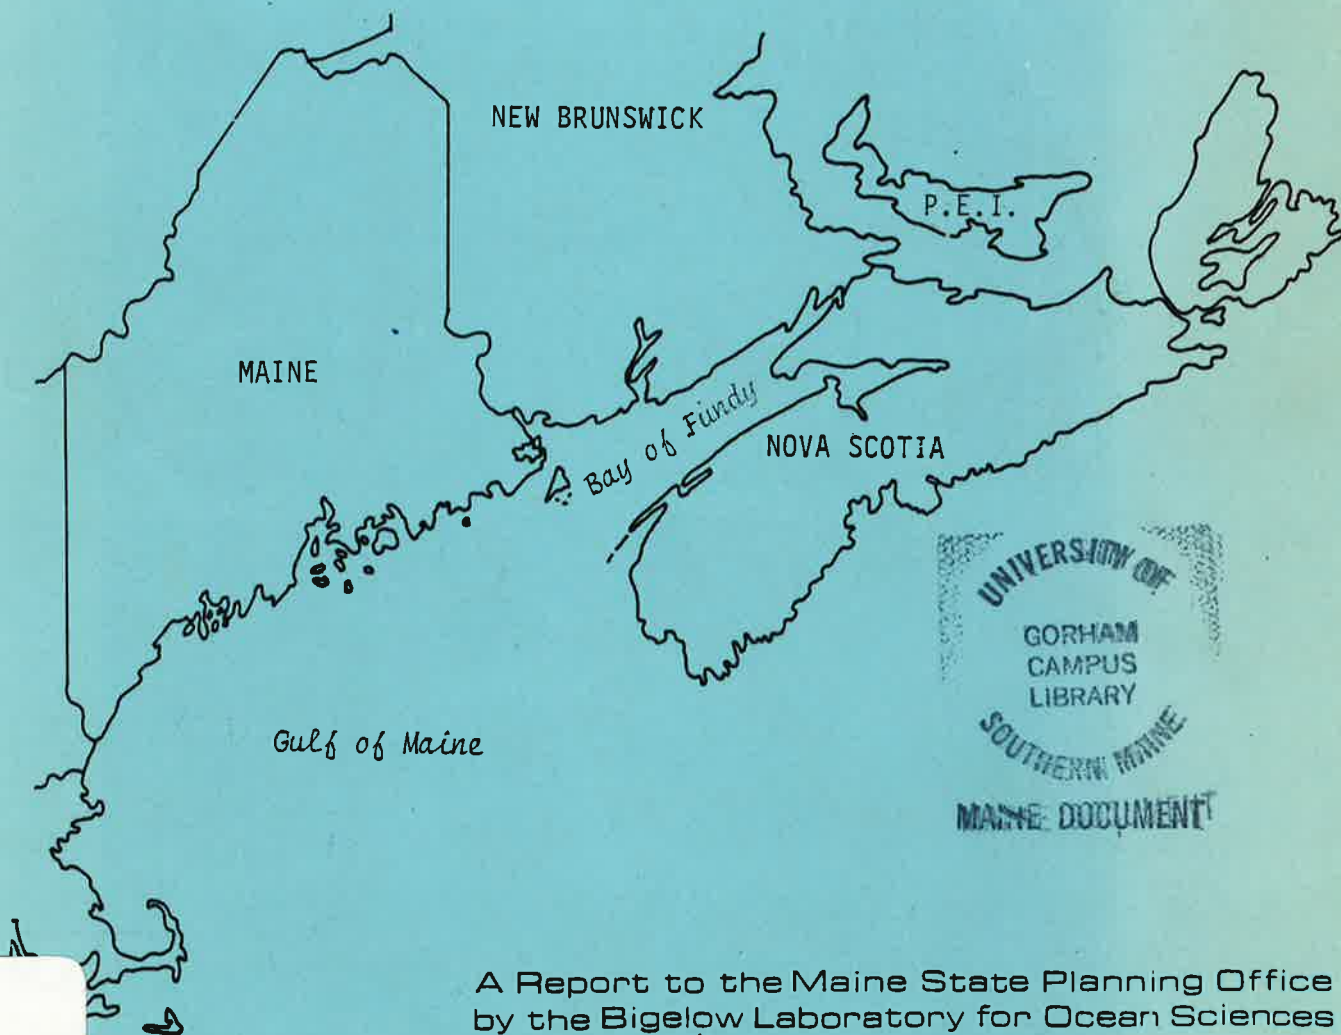 NEW BRUNSWICK
P.E.I.
MAINE
Bay of Fundy
NOVA SCOTIA
UNIVERSITY OF
GORHAM
CAMPUS
LIBRARY
SOUTHERN MAINE
MAINE DOCUMENT
Gulf of Maine
A Report to the Maine State Planning Office
by the Bigelow Laboratory for Ocean Sciences